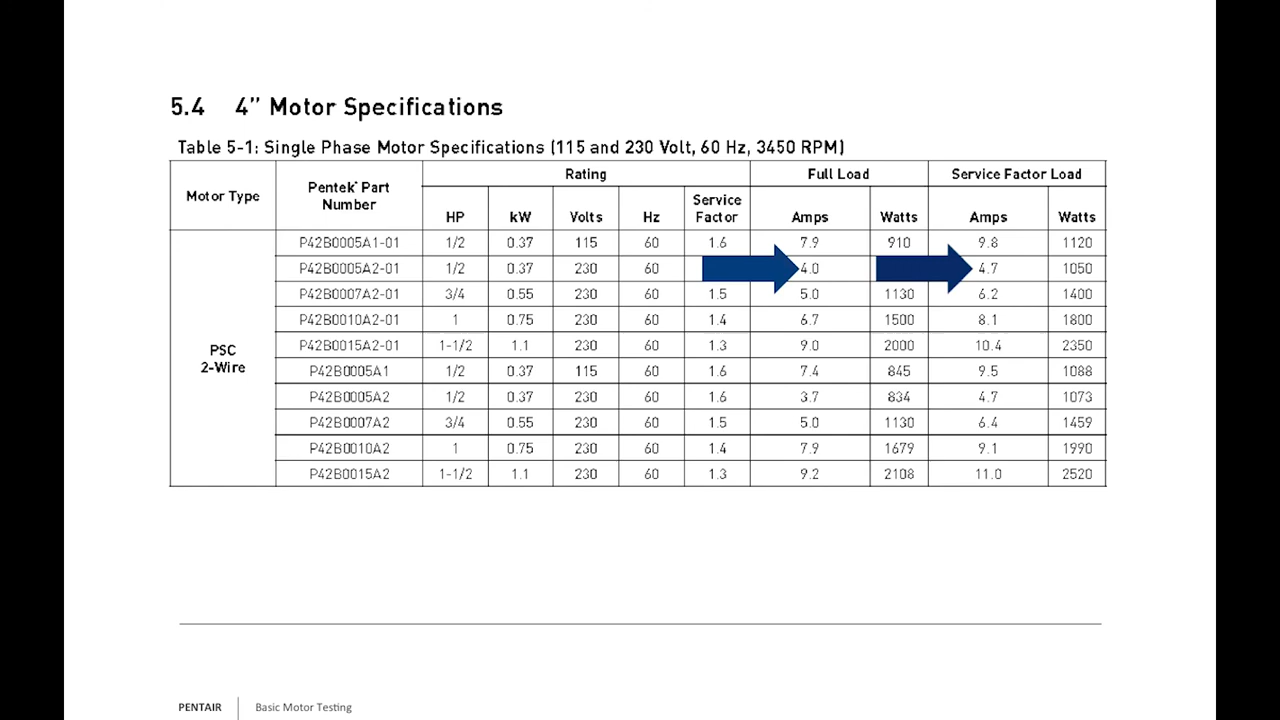 5.4 4” Motor Specifications
Table 5-1: Single Phase Motor Specifications (115 and 230 Volt, 60 Hz, 3450 RPM)
Motor Type Pentek* Part Number Rating Full Load Service Factor Load
HP kW Volts Hz Service Factor Amps Watts Amps Watts
PSC 2-Wire
P42B0005A1-01 1/2 0.37 115 60 1.6 7.9 910 9.8 1120
P42B0005A2-01 1/2 0.37 230 60 4.0 4.7 1050
P42B0007A2-01 3/4 0.55 230 60 1.5 5.0 1130 6.2 1400
P42B0010A2-01 1 0.75 230 60 1.4 6.7 1500 8.1 1800
P42B0015A2-01 1-1/2 1.1 230 60 1.3 9.0 2000 10.4 2350
P42B0005A1 1/2 0.37 115 60 1.6 7.4 845 9.5 1088
P42B0005A2 1/2 0.37 230 60 1.6 3.7 834 4.7 1073
P42B0007A2 3/4 0.55 230 60 1.5 5.0 1130 6.4 1459
P42B0010A2 1 0.75 230 60 1.4 7.9 1679 9.1 1990
P42B0015A2 1-1/2 1.1 230 60 1.3 9.2 2108 11.0 2520
PENTAIR Basic Motor Testing